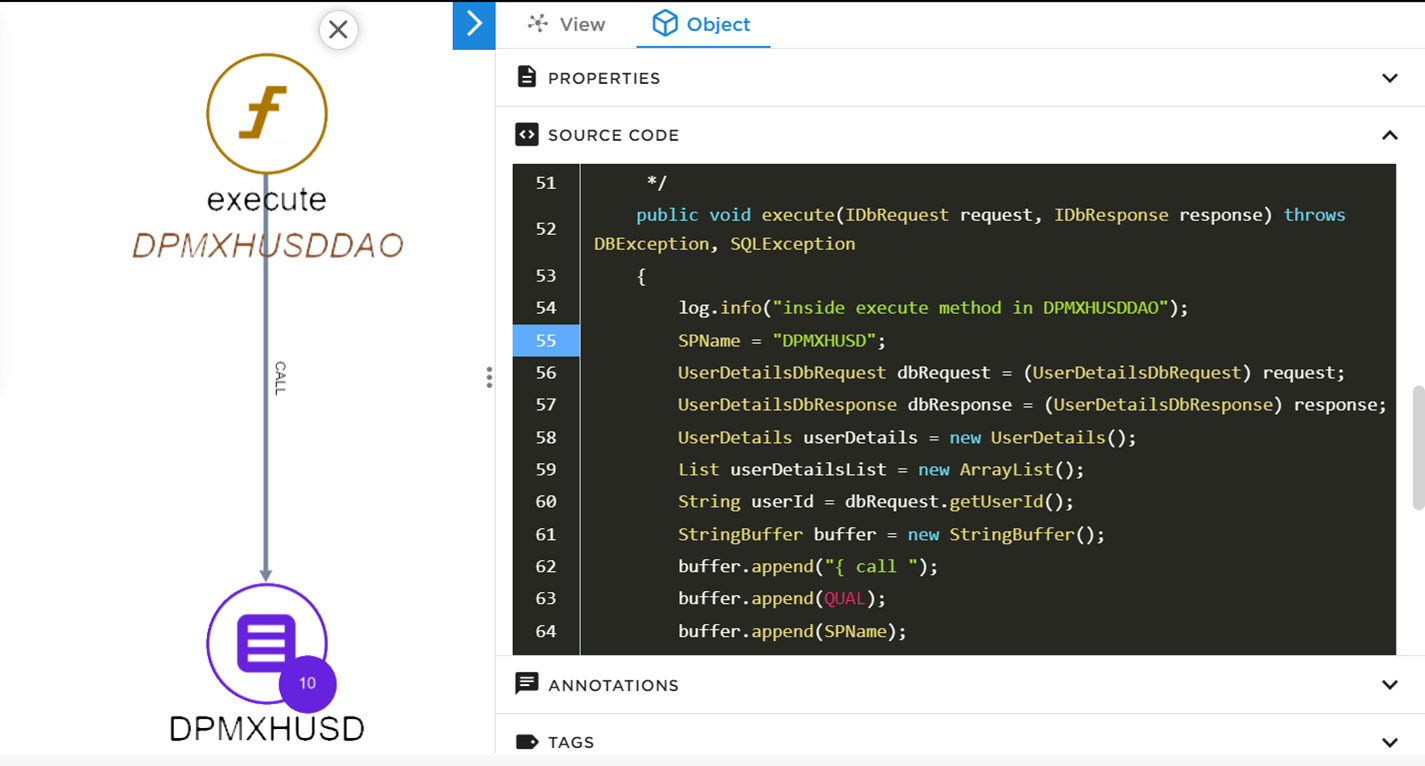 execute
DPMXHUSDDAO
CALL
10
DPMXHUSD
View
Object
PROPERTIES
SOURCE CODE
51 */
52 public void execute(IDbRequest request, IDbResponse response) throws
DBException, SQLException
53 {
54 log.info("inside execute method in DPMXHUSDDAO");
55 SPName = "DPMXHUSD";
56 UserDetailsDbRequest dbRequest = (UserDetailsDbRequest) request;
57 UserDetailsDbResponse dbResponse = (UserDetailsDbResponse) response;
58 UserDetails userDetails = new UserDetails();
59 List userDetailsList = new ArrayList();
60 String userId = dbRequest.getUserId();
61 StringBuffer buffer = new StringBuffer();
62 buffer.append("{ call ");
63 buffer.append(QUAL);
64 buffer.append(SPName);
ANNOTATIONS
TAGS